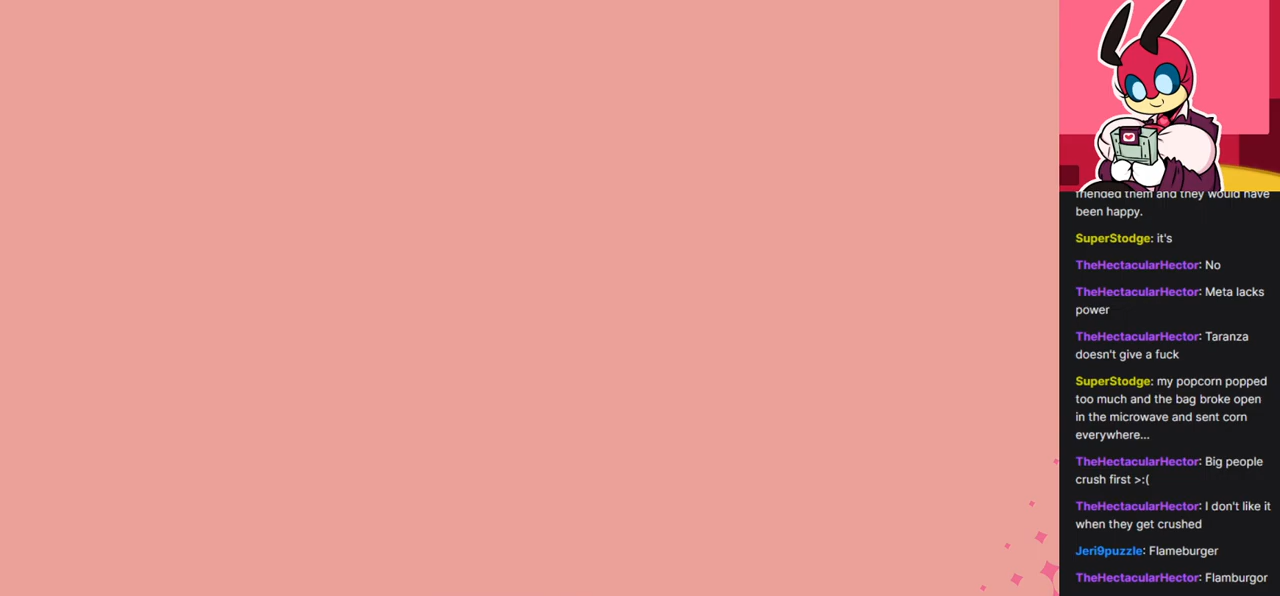 mended them and they would have
been happy.
SuperStodge: it's
TheHectacularHector: No
TheHectacularHector: Meta lacks
power
TheHectacularHector: Taranza
doesn't give a fuck
SuperStodge: my popcorn popped
too much and the bag broke open
in the microwave and sent corn
everywhere...
TheHectacularHector: Big people
crush first >:(
TheHectacularHector: I don't like it
when they get crushed
Jeri9puzzle: Flameburger
TheHectacularHector: Flamburgor